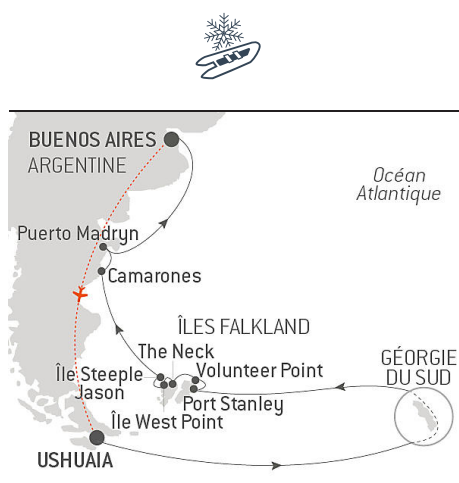 BUENOS AIRES
ARGENTINE
Océan
Atlantique
Puerto Madryn
Camarones
ÎLES FALKLAND
The Neck
GÉORGIE
DU SUD
Île Steeple
Jason
Volunteer Point
Port Stanley
Île West Point
USHUAIA